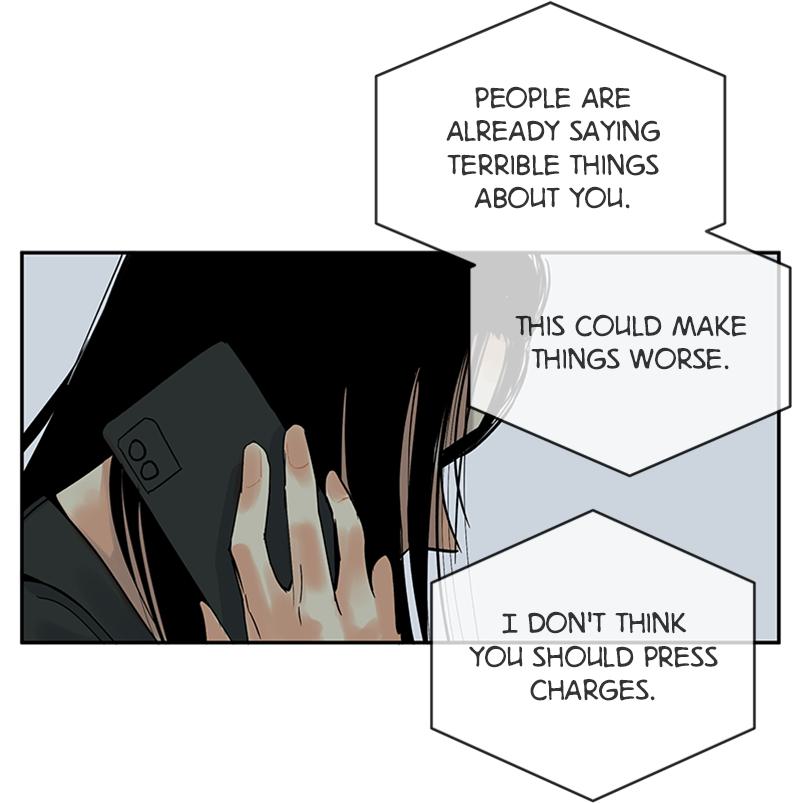 PEOPLE ARE
ALREADY SAYING
TERRIBLE THINGS
ABOUT YOU.
THIS COULD MAKE
THINGS WORSE.
I DON'T THINK
YOU SHOULD PRESS
CHARGES.